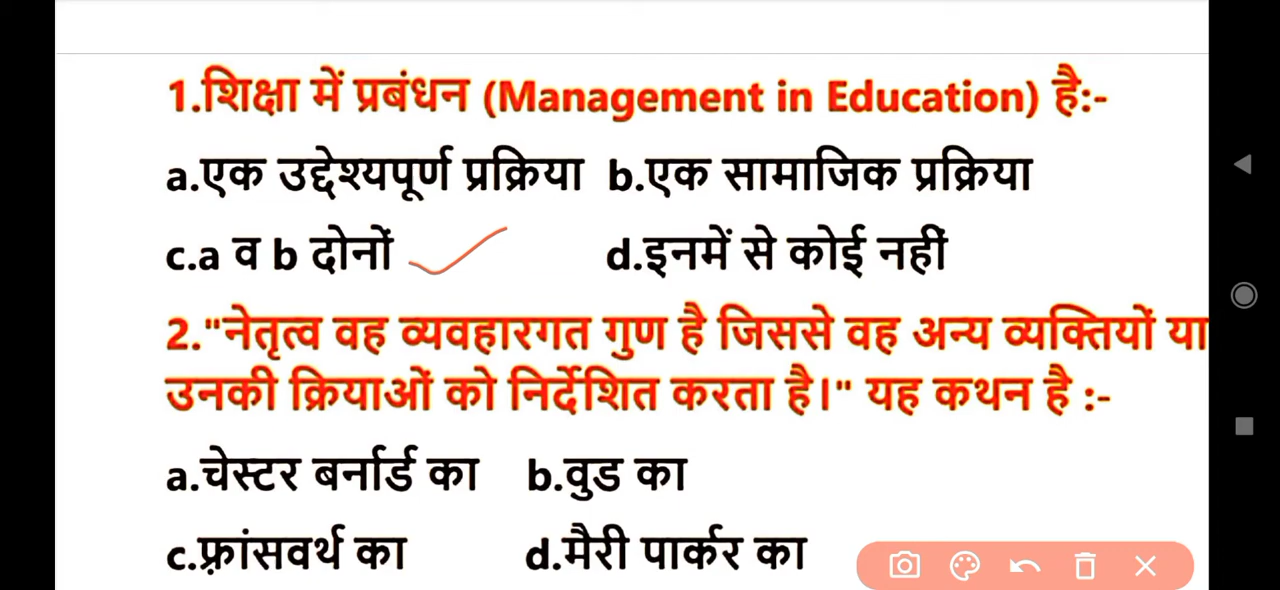 1.शिक्षा में प्रबंधन (Management in Education) है:-
a.एक उद्देश्यपूर्ण प्रक्रिया b.एक सामाजिक प्रक्रिया
c.a व b दोनों d.इनमें से कोई नहीं
2."नेतृत्व वह व्यवहारगत गुण है जिससे वह अन्य व्यक्तियों या
उनकी क्रियाओं को निर्देशित करता है।" यह कथन है :-
a.चेस्टर बर्नार्ड का b.वुड का
c.फ़्रांसवर्थ का d.मैरी पार्कर का